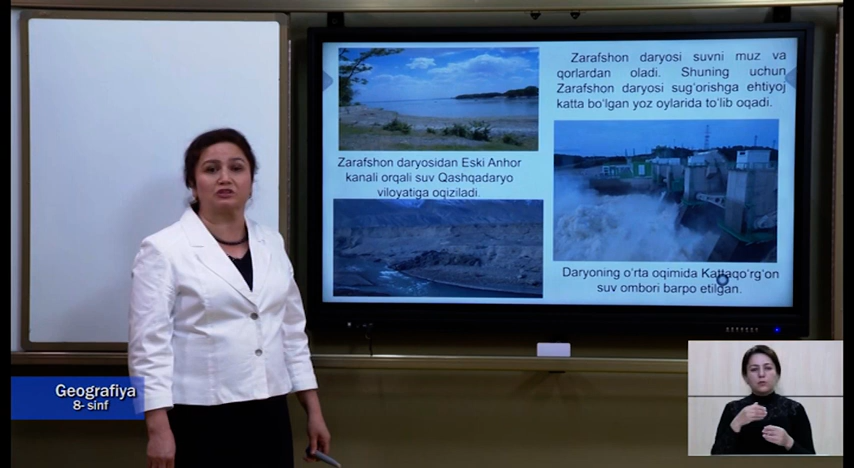 Zarafshon daryosi suvni muz va
qorlardan oladi. Shuning uchun
Zarafshon daryosi sug‘orishga ehtiyoj
katta bo‘lgan yoz oylarida to‘lib oqadi.
Zarafshon daryosidan Eski Anhor
kanali orqali suv Qashqadaryo
viloyatiga oqiziladi.
Daryoning o‘rta oqimida Kattaqo‘rg‘on
suv ombori barpo etilgan.
Geografiya
8- sinf